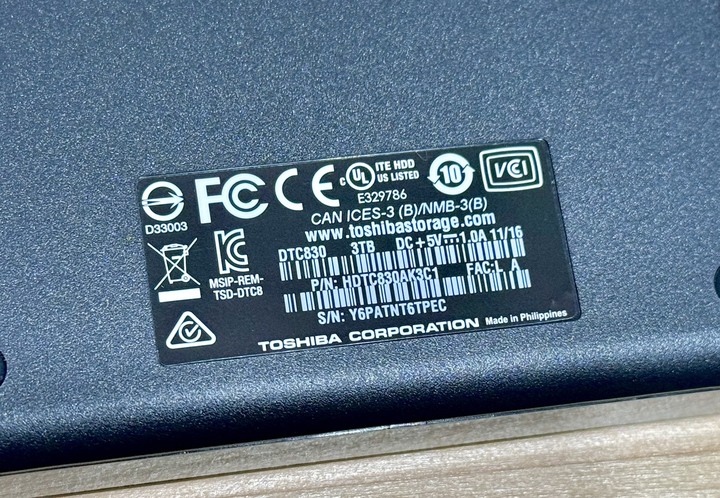 D33003
FC CE
c UL US LISTED
ITE HDD
E329786
10
VCI
CAN ICES-3 (B)/NMB-3(B)
www.toshibastorage.com
MSIP-REM-
TSD-DTC8
DTC830 3TB DC+5V⎓1.0A 11/16
P/N: HDTC830AK3C1 FAC:L A
S/N: Y6PATNT6TPEC
TOSHIBA CORPORATION Made in Philippines